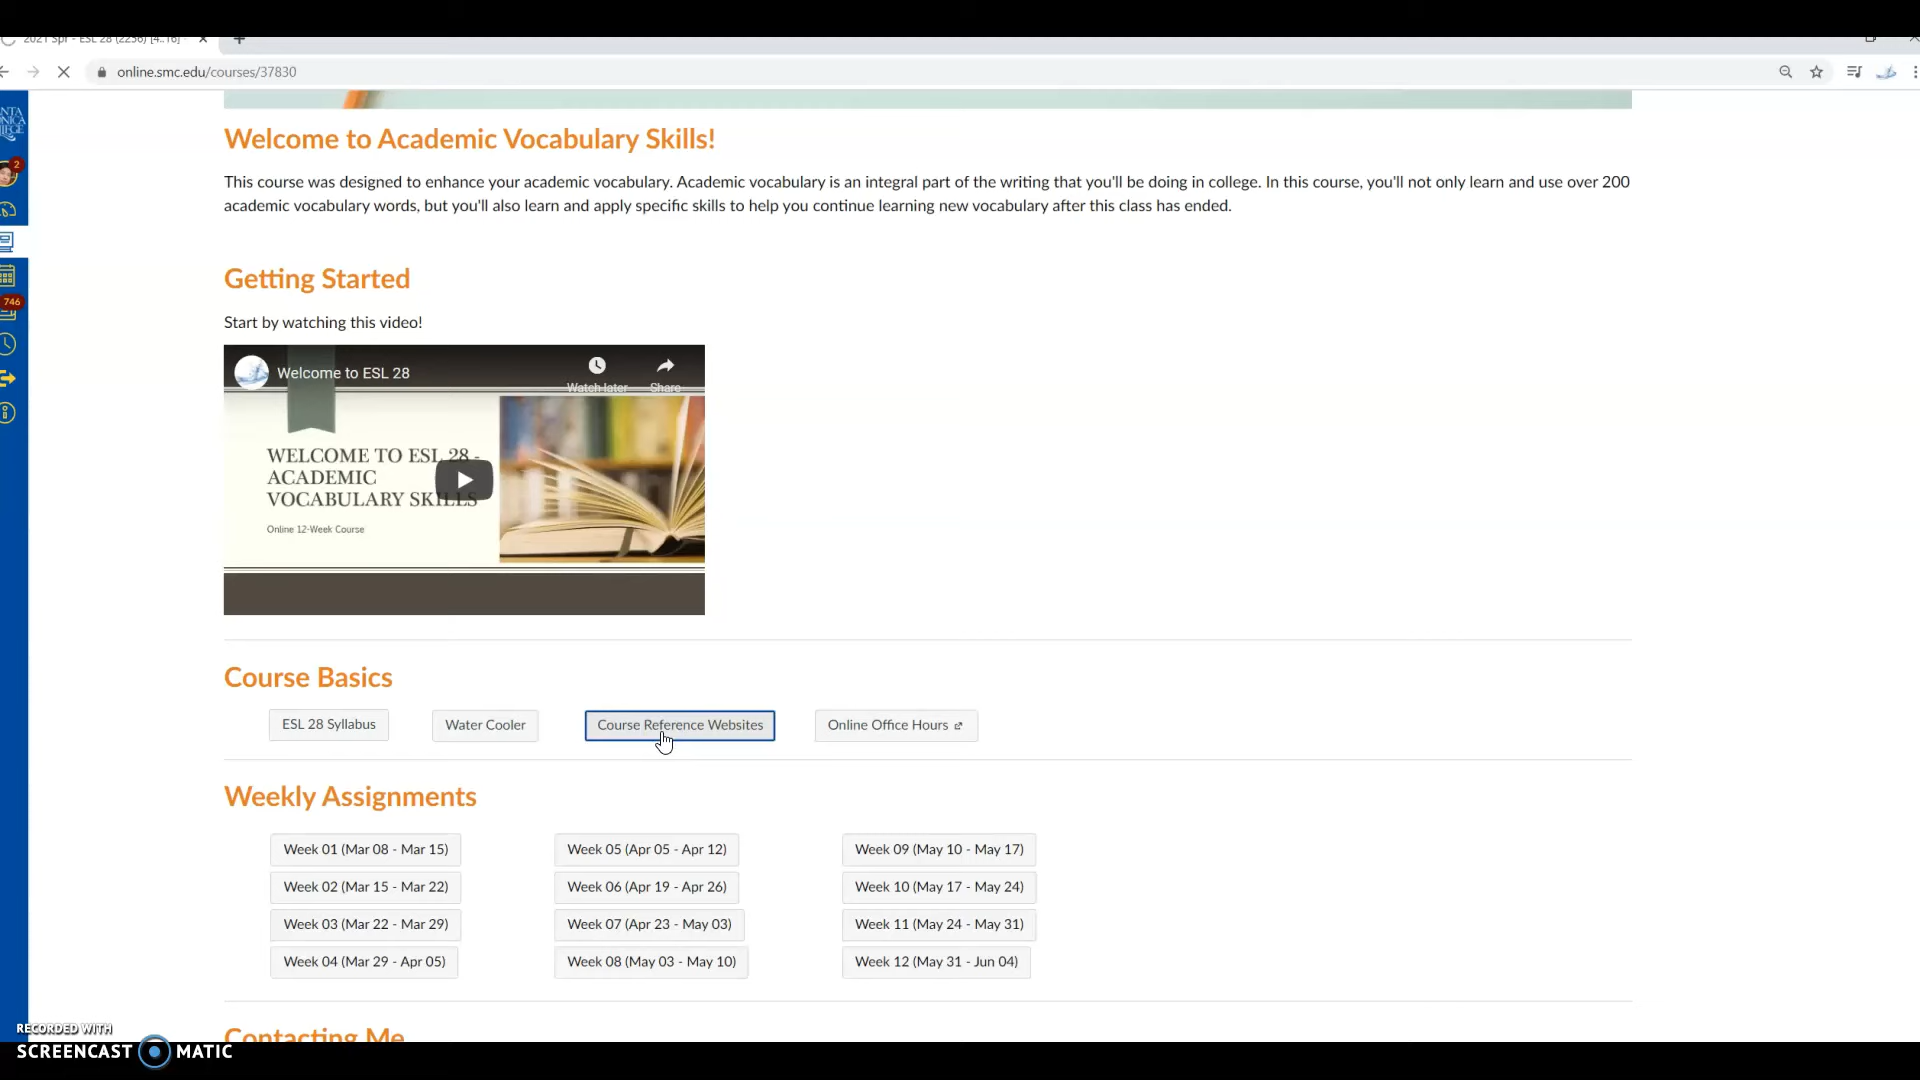 2021 Spr - ESL 28 (2256) [4..16] -
online.smc.edu/courses/37830
2
746
Welcome to Academic Vocabulary Skills!
This course was designed to enhance your academic vocabulary. Academic vocabulary is an integral part of the writing that you'll be doing in college. In this course, you'll not only learn and use over 200
academic vocabulary words, but you'll also learn and apply specific skills to help you continue learning new vocabulary after this class has ended.
Getting Started
Start by watching this video!
Welcome to ESL 28
Watch later Share
WELCOME TO ESL 28 -
ACADEMIC
VOCABULARY SKILLS
Online 12-Week Course
Course Basics
ESL 28 Syllabus Water Cooler Course Reference Websites Online Office Hours
Weekly Assignments
Week 01 (Mar 08 - Mar 15) Week 05 (Apr 05 - Apr 12) Week 09 (May 10 - May 17)
Week 02 (Mar 15 - Mar 22) Week 06 (Apr 19 - Apr 26) Week 10 (May 17 - May 24)
Week 03 (Mar 22 - Mar 29) Week 07 (Apr 23 - May 03) Week 11 (May 24 - May 31)
Week 04 (Mar 29 - Apr 05) Week 08 (May 03 - May 10) Week 12 (May 31 - Jun 04)
Contacting Me
RECORDED WITH
SCREENCAST MATIC